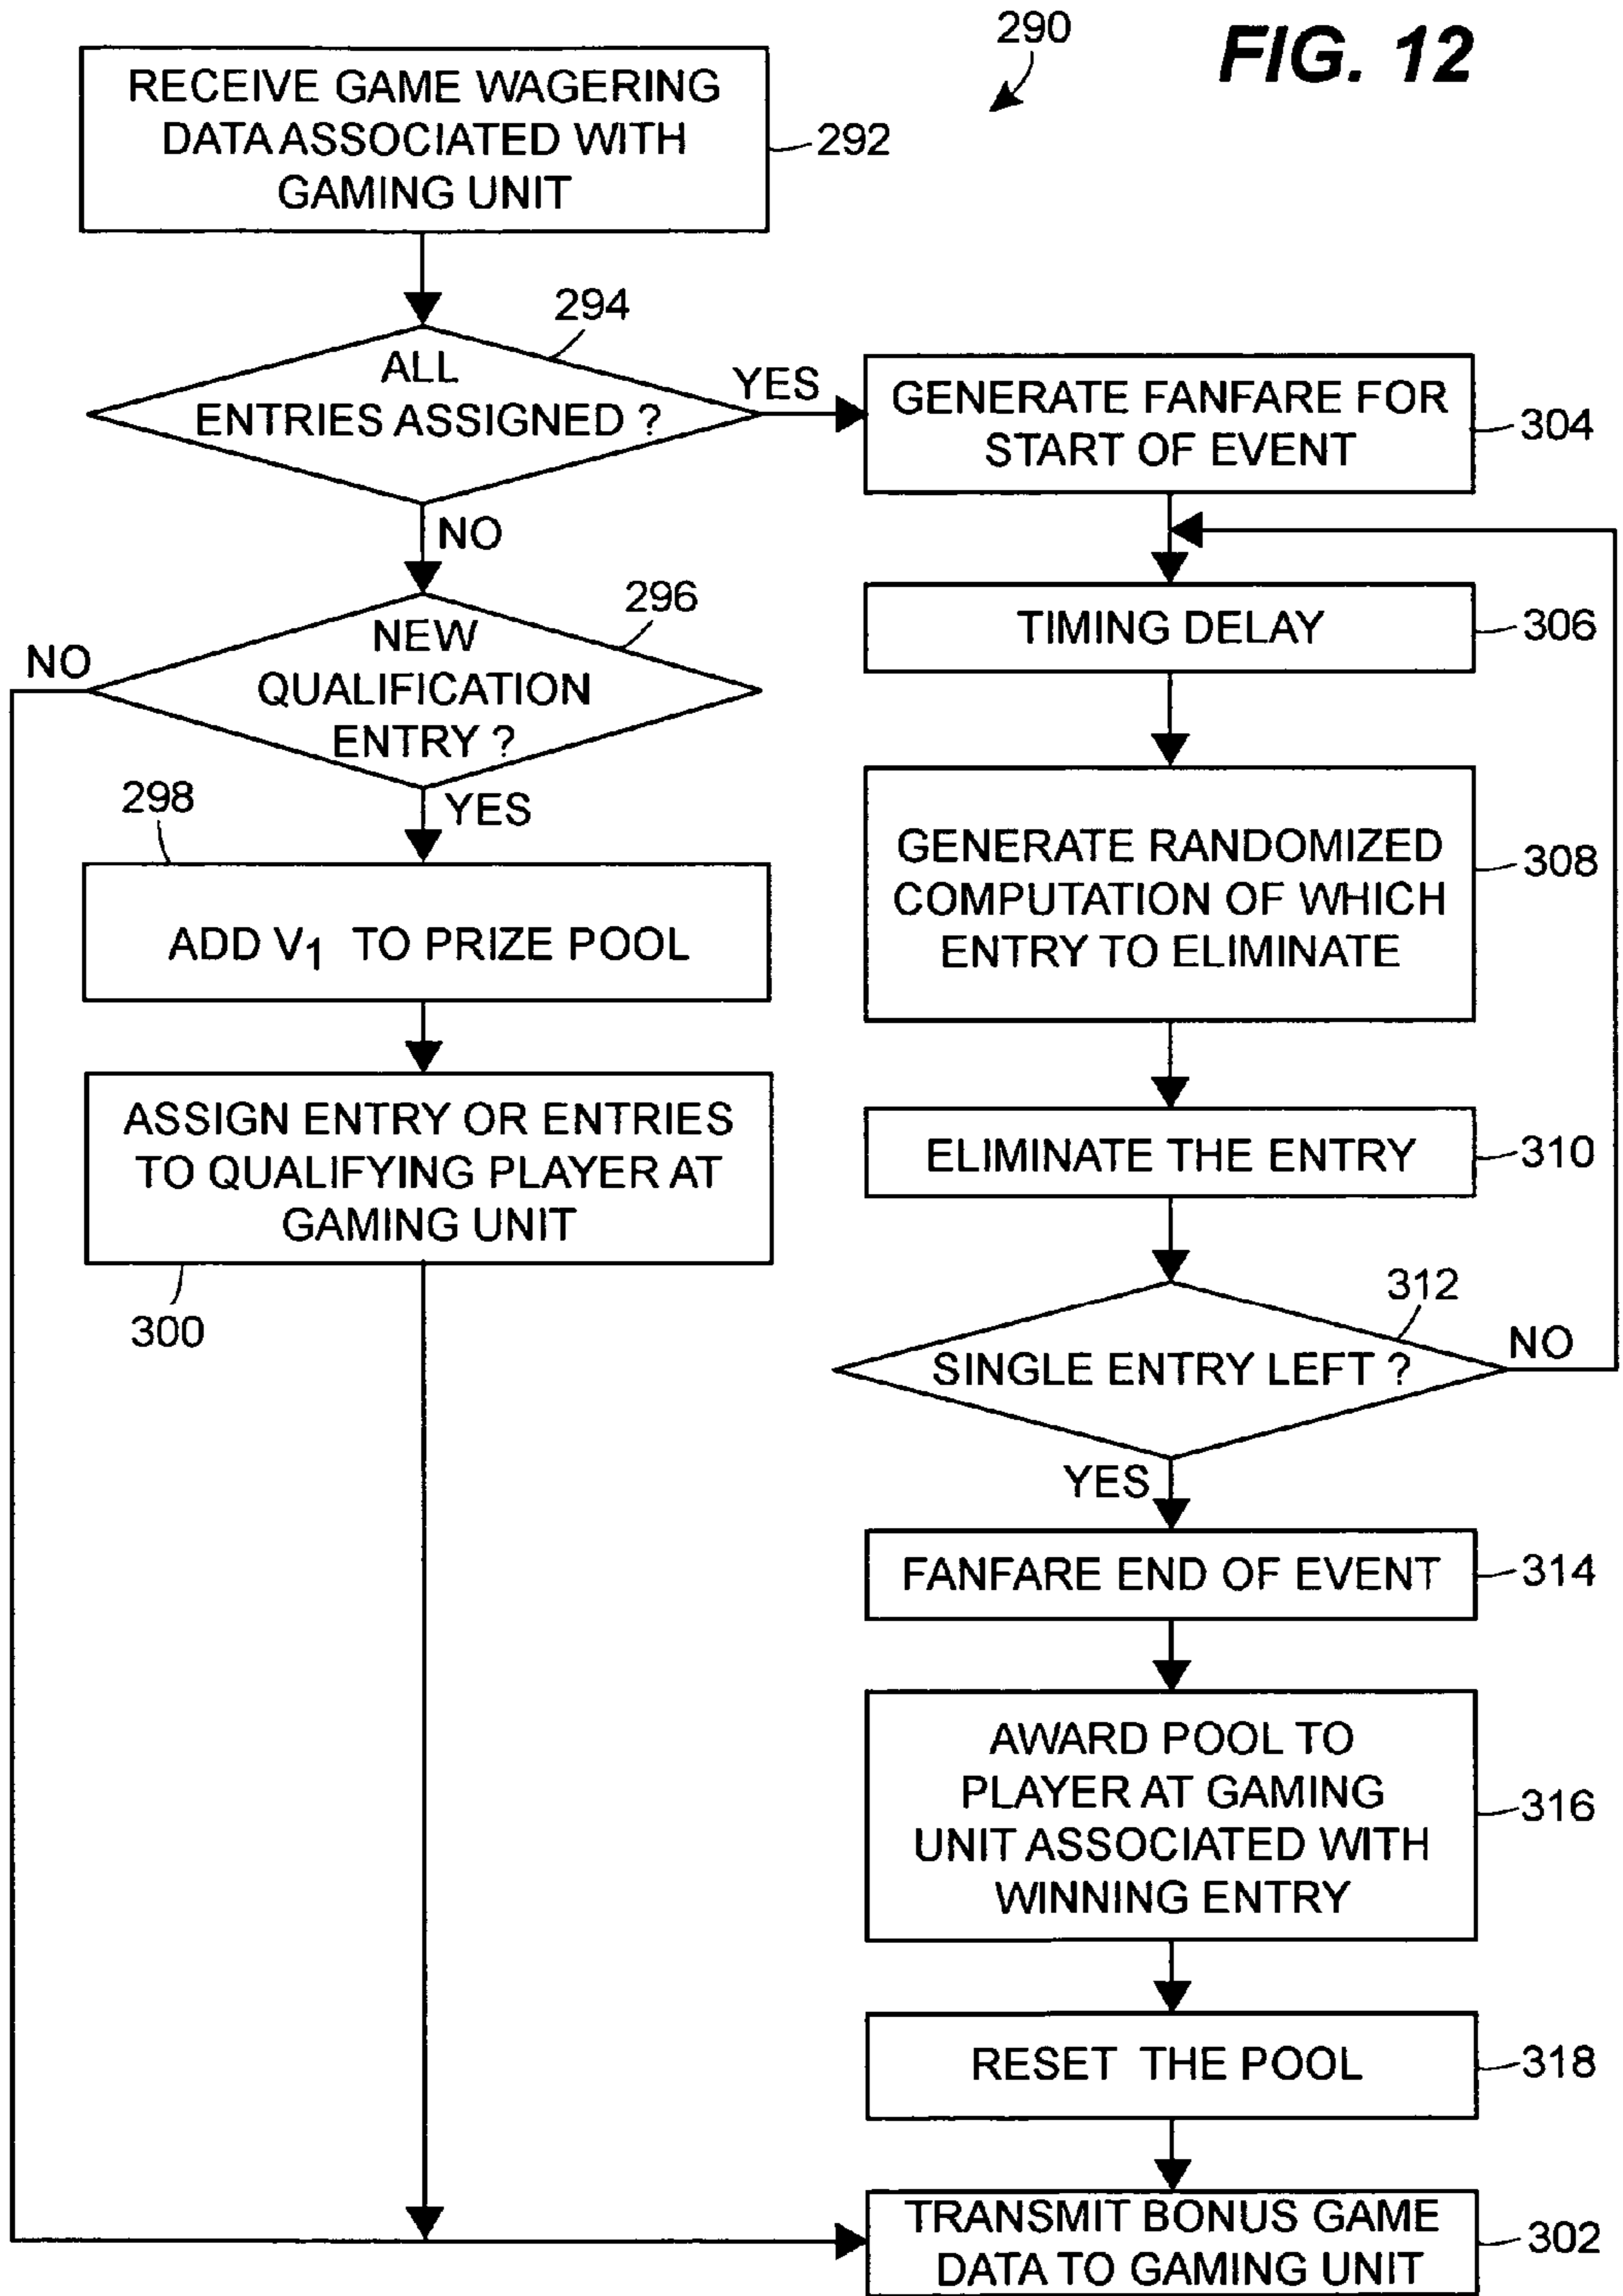 290
FIG. 12
RECEIVE GAME WAGERING
DATA ASSOCIATED WITH
GAMING UNIT
292
294
ALL
ENTRIES ASSIGNED ?
YES
NO
296
NEW
QUALIFICATION
ENTRY ?
NO
YES
298
ADD V1 TO PRIZE POOL
ASSIGN ENTRY OR ENTRIES
TO QUALIFYING PLAYER AT
GAMING UNIT
300
GENERATE FANFARE FOR
START OF EVENT
304
TIMING DELAY
306
GENERATE RANDOMIZED
COMPUTATION OF WHICH
ENTRY TO ELIMINATE
308
ELIMINATE THE ENTRY
310
312
SINGLE ENTRY LEFT ?
NO
YES
FANFARE END OF EVENT
314
AWARD POOL TO
PLAYER AT GAMING
UNIT ASSOCIATED WITH
WINNING ENTRY
316
RESET THE POOL
318
TRANSMIT BONUS GAME
DATA TO GAMING UNIT
302